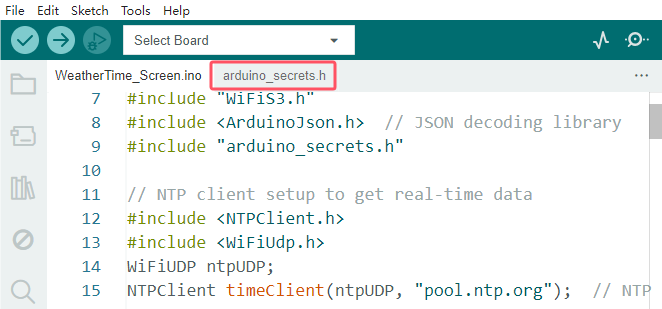 File Edit Sketch Tools Help
Select Board
WeatherTime_Screen.ino arduino_secrets.h ...
7 #include "WiFiS3.h"
8 #include <ArduinoJson.h>  // JSON decoding library
9 #include "arduino_secrets.h"
10
11 // NTP client setup to get real-time data
12 #include <NTPClient.h>
13 #include <WiFiUdp.h>
14 WiFiUDP ntpUDP;
15 NTPClient timeClient(ntpUDP, "pool.ntp.org");  // NTP